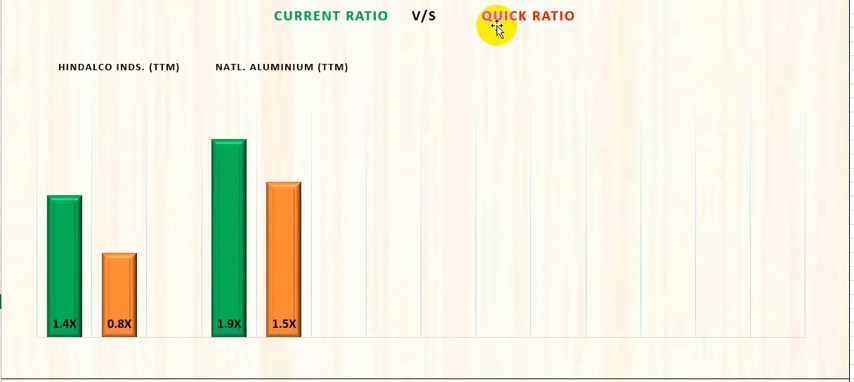 CURRENT RATIO V/S QUICK RATIO
HINDALCO INDS. (TTM) NATL. ALUMINIUM (TTM)
1.4X 0.8X 1.9X 1.5X